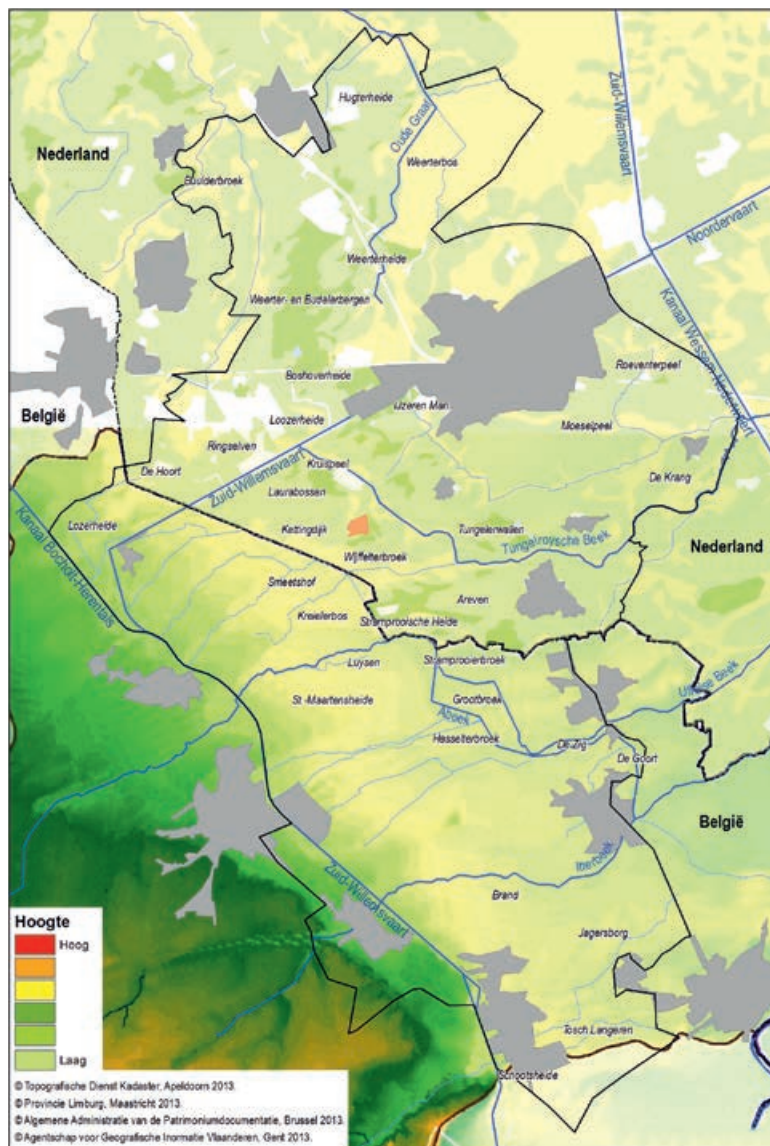 Hugterheide
Zuid-Willemsvaart
Nederland
Oude Graaf
Weerterbos
Buulderbroek
Noordervaart
Weerterheide
Weerter- en Budelerbergen
Kanaal Wessem-Nederweert
Roeventerpeel
Boshoverheide
IJzeren Man
België
Loozerheide
Moeselpeel
Ringselven
Kruispeel
De Hoort
Zuid-Willemsvaart
De Krang
Laurabossen
Lozerheide
Kettingdijk
Tungelerwallen
Tungelroysche Beek
Nederland
Kanaal Bocholt-Herentals
Wijffelterbroek
Smeetshof
Areven
Kreielerbos
Stramprooische Heide
Luysen
Stramprooierbroek
Uffelse Beek
St.-Maartensheide
Grootbroek
Abeek
Hasselterbroek
De Zig
De Goort
België
Itterbeek
Zuid-Willemsvaart
Brand
Jagersborg
Tosch Langeren
Schootsheide
Hoogte
Hoog
Laag
© Topografische Dienst Kadaster, Apeldoorn 2013.
© Provincie Limburg, Maastricht 2013.
© Algemene Administratie van de Patrimoniumdocumentatie, Brussel 2013.
© Agentschap voor Geografische Inormatie Vlaanderen, Gent 2013.